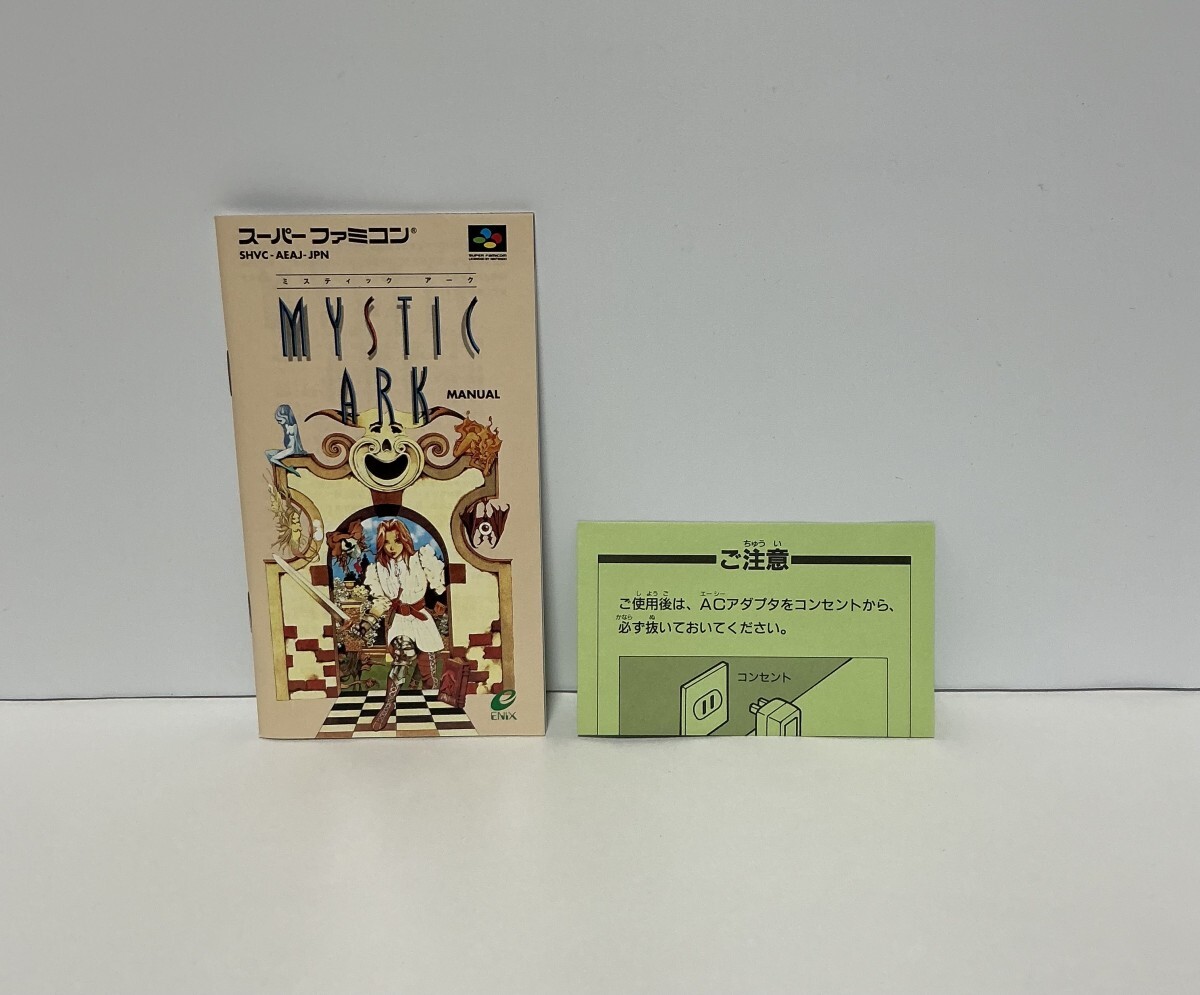 スーパーファミコン®
SHVC-AEAJ-JPN
SUPER FAMICOM
LICENSED BY NINTENDO
ミスティック アーク
MYSTIC
ARK
MANUAL
ENIX
ちゅう い
ご注意
し よう ご エーシー
ご使用後は、ACアダプタをコンセントから、
かなら ぬ
必ず抜いておいてください。
コンセント